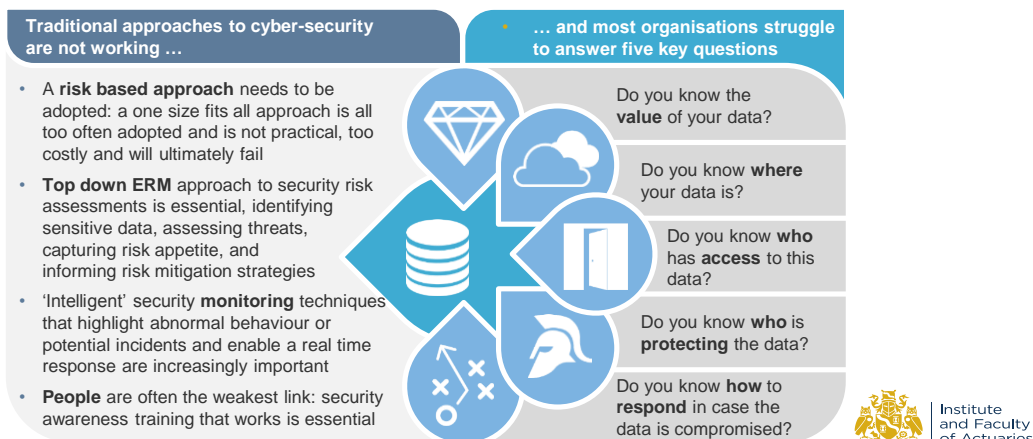 Traditional approaches to cyber-security
are not working …
• A risk based approach needs to be
adopted: a one size fits all approach is all
too often adopted and is not practical, too
costly and will ultimately fail
• Top down ERM approach to security risk
assessments is essential, identifying
sensitive data, assessing threats,
capturing risk appetite, and
informing risk mitigation strategies
• ‘Intelligent’ security monitoring techniques
that highlight abnormal behaviour or
potential incidents and enable a real time
response are increasingly important
• People are often the weakest link: security
awareness training that works is essential
• … and most organisations struggle
to answer five key questions
Do you know the
value of your data?
Do you know where
your data is?
Do you know who
has access to this
data?
Do you know who is
protecting the data?
Do you know how to
respond in case the
data is compromised?
Institute
and Faculty
of Actuaries